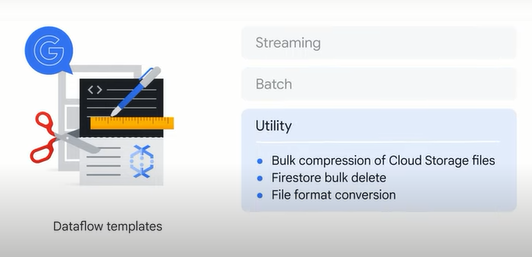 G
Streaming
Batch
Utility
Bulk compression of Cloud Storage files
Firestore bulk delete
File format conversion
Dataflow templates